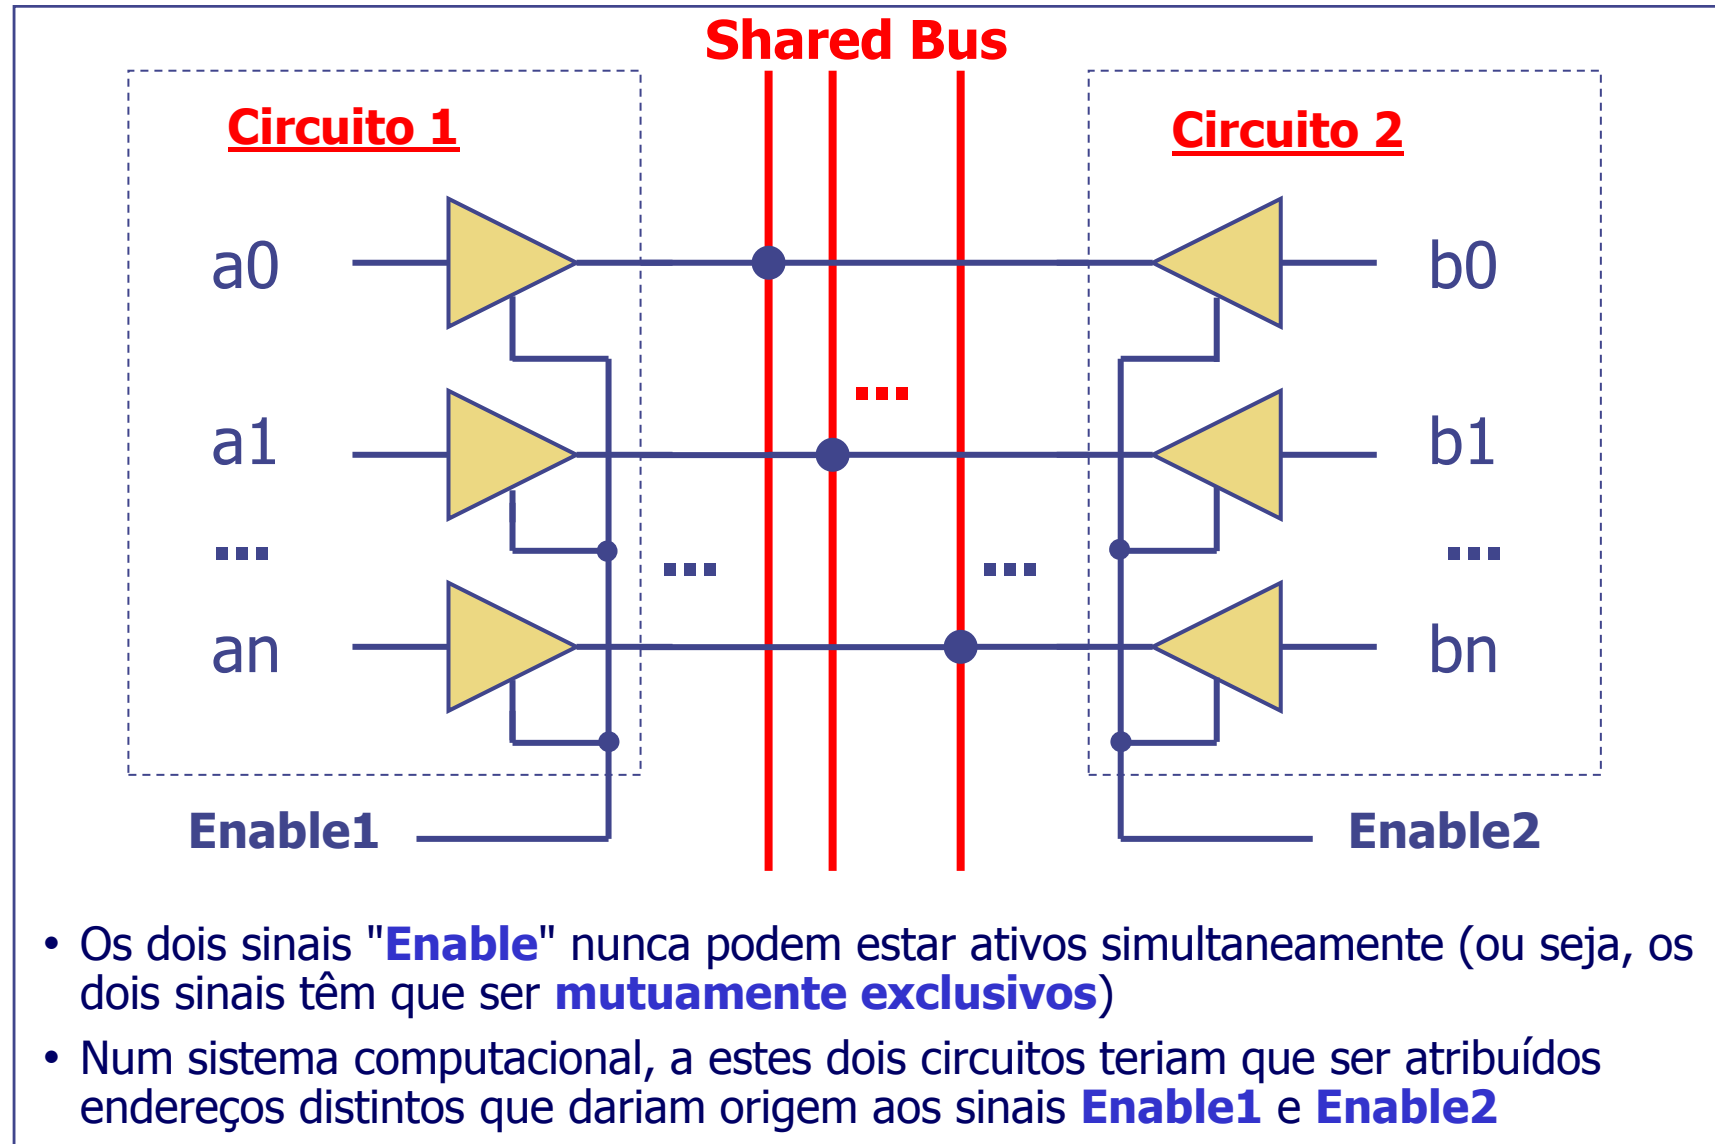 Shared Bus
Circuito 1
Circuito 2
a0
b0
...
a1
b1
...
...
...
...
an
bn
Enable1
Enable2
• Os dois sinais "Enable" nunca podem estar ativos simultaneamente (ou seja, os
dois sinais têm que ser mutuamente exclusivos)
• Num sistema computacional, a estes dois circuitos teriam que ser atribuídos
endereços distintos que dariam origem aos sinais Enable1 e Enable2